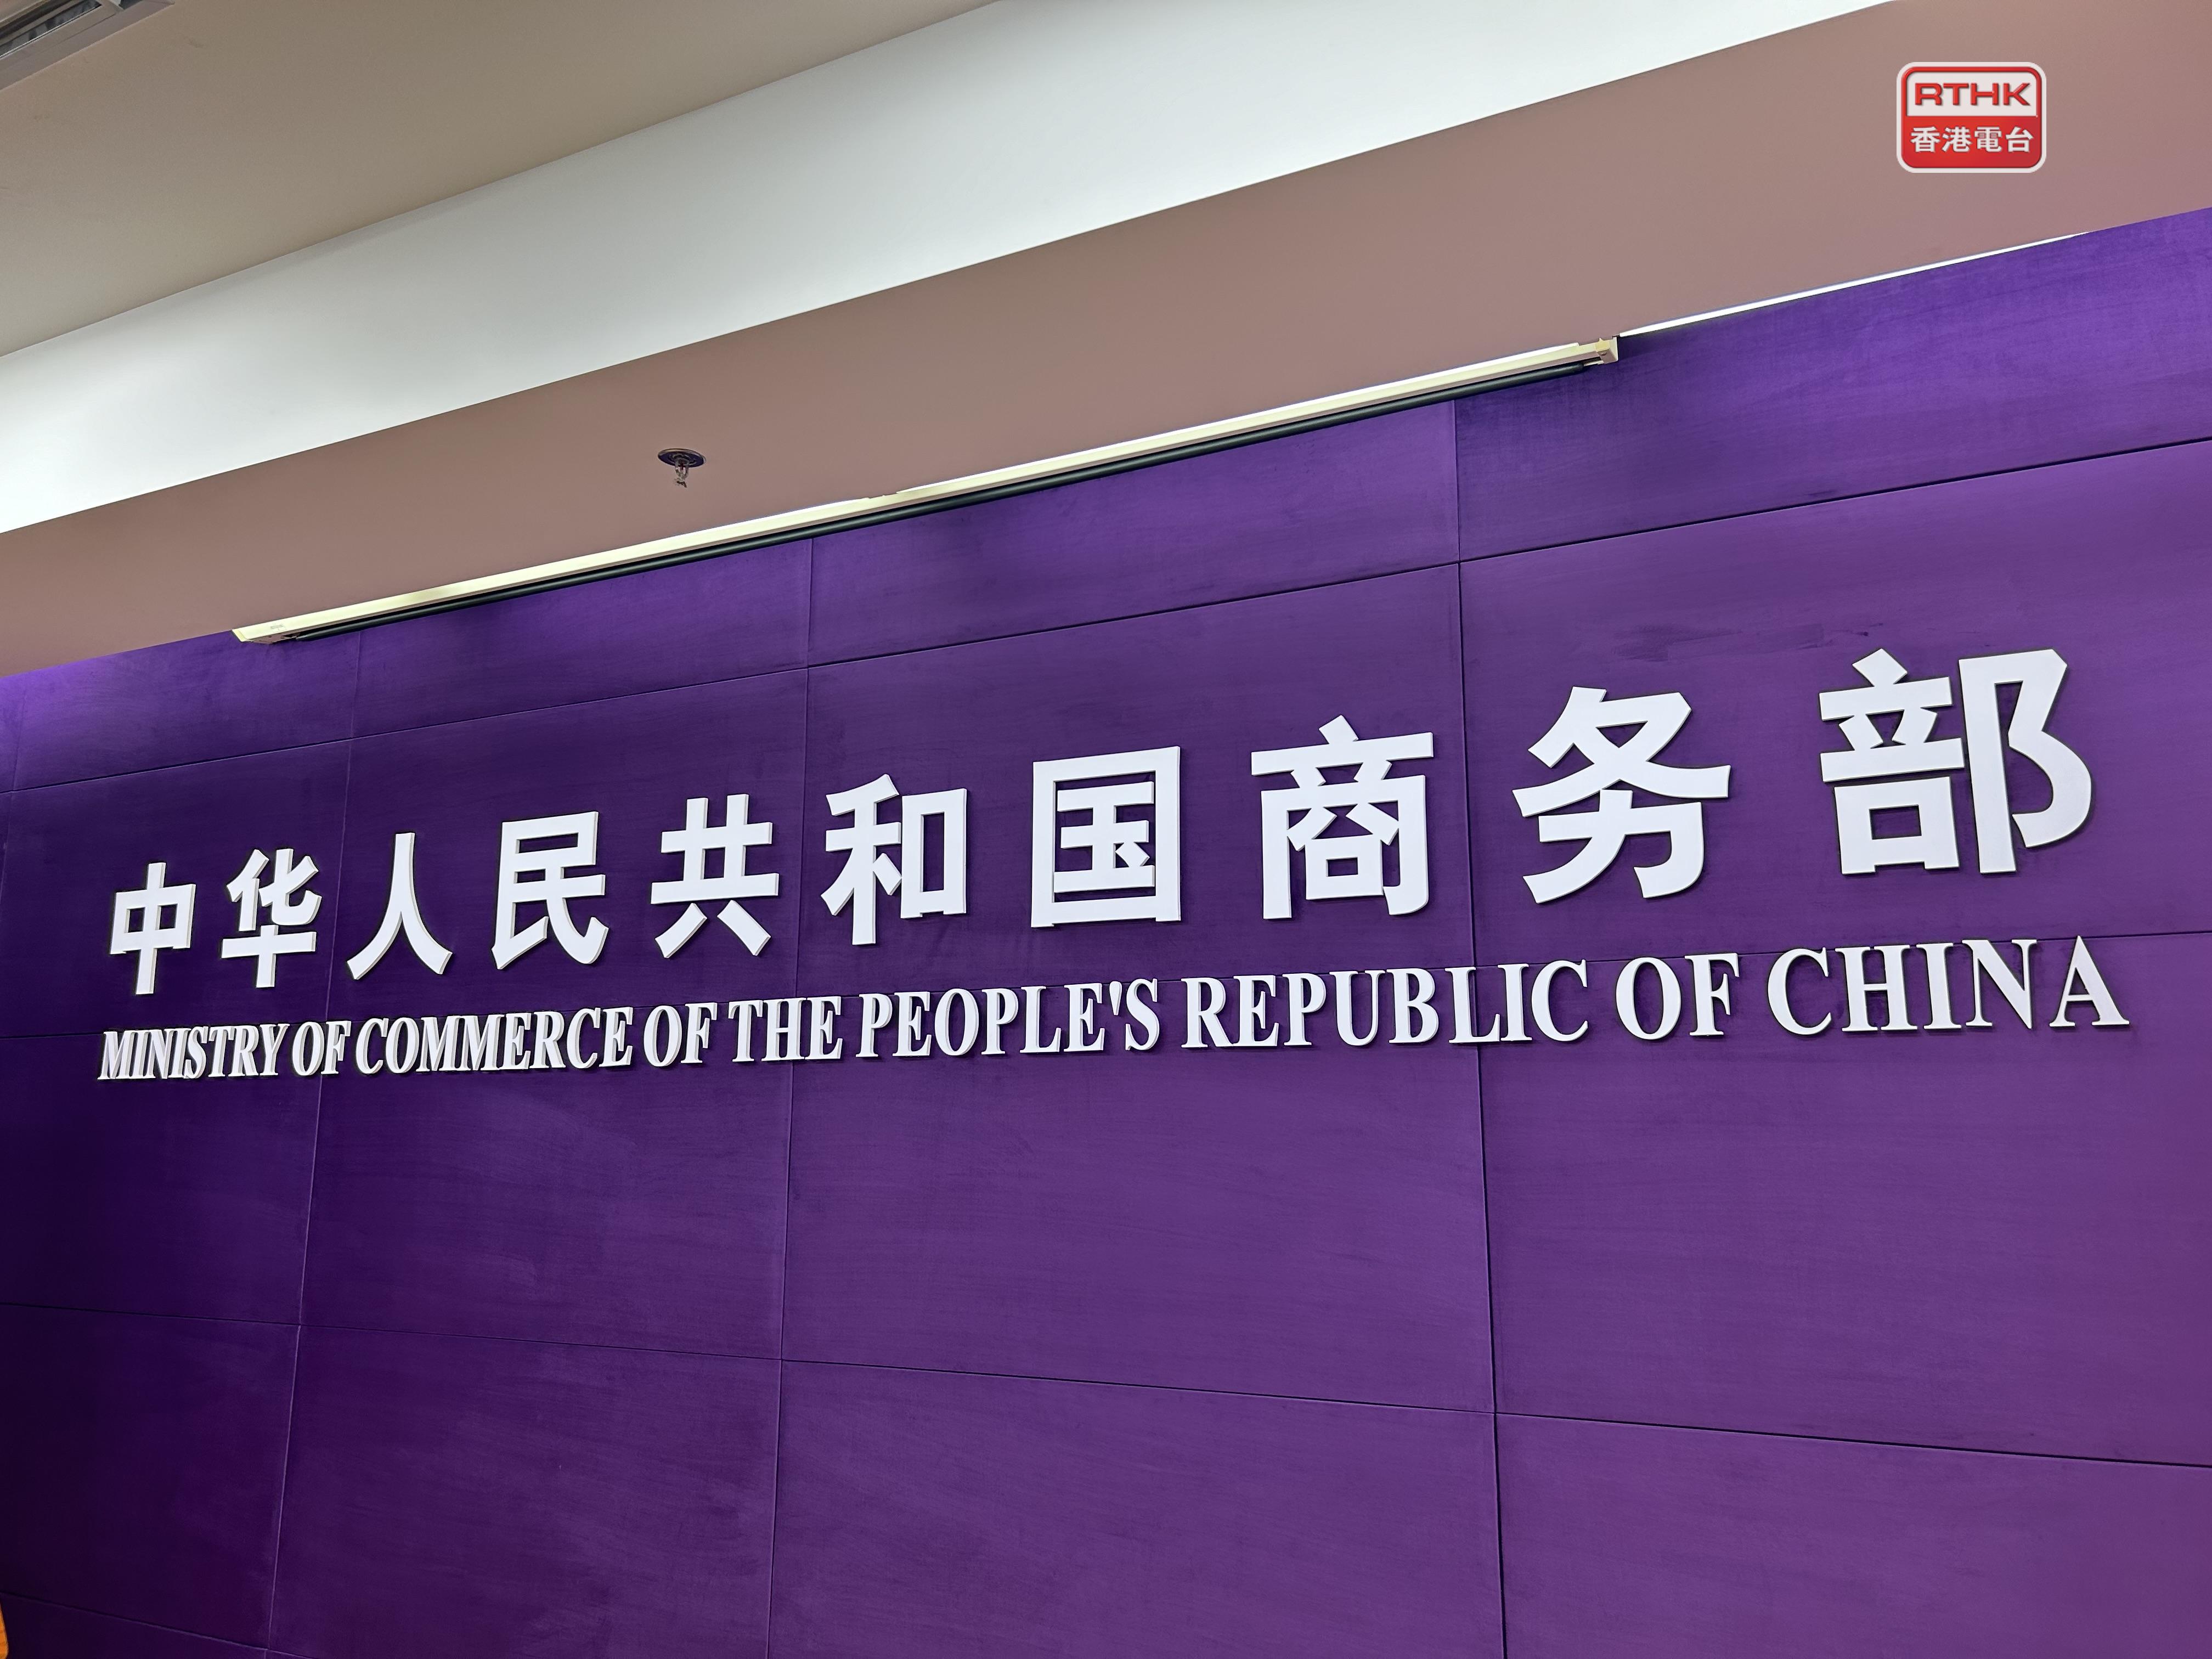 RTHK
香港電台
中华人民共和国商务部
MINISTRY OF COMMERCE OF THE PEOPLE'S REPUBLIC OF CHINA